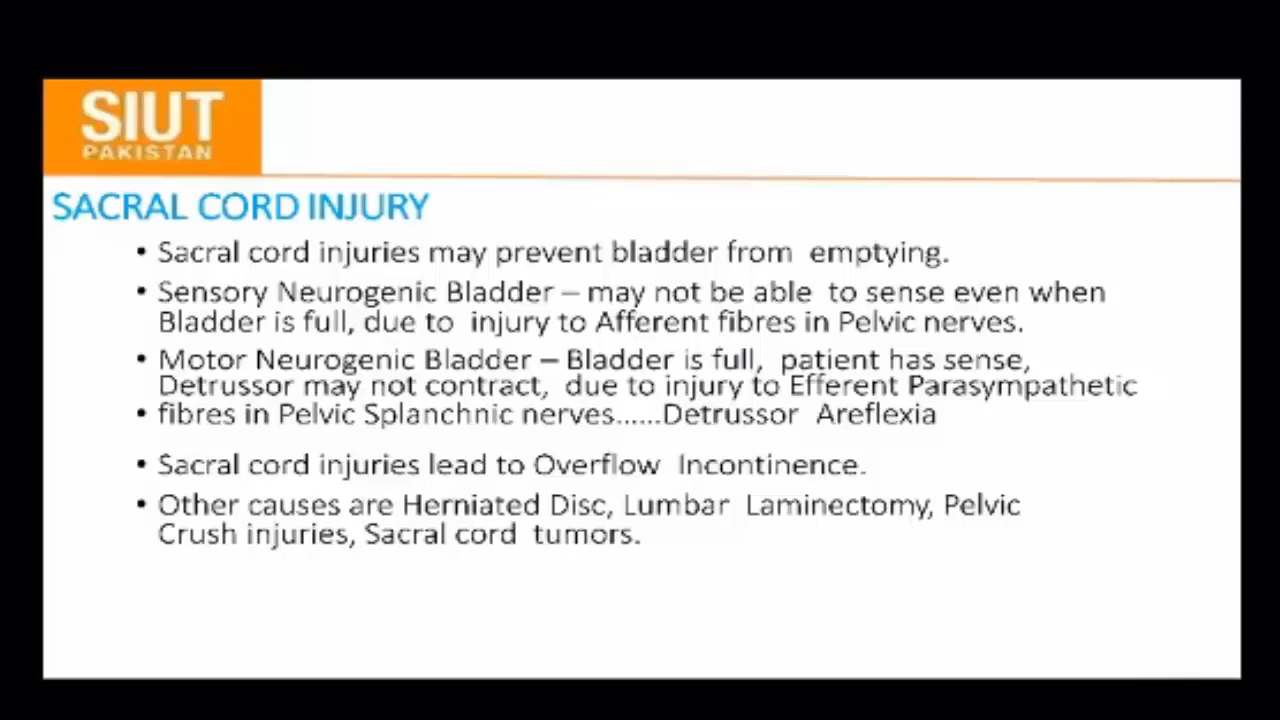 SIUT
PAKISTAN
SACRAL CORD INJURY
• Sacral cord injuries may prevent bladder from emptying.
• Sensory Neurogenic Bladder – may not be able to sense even when
Bladder is full, due to injury to Afferent fibres in Pelvic nerves.
• Motor Neurogenic Bladder – Bladder is full, patient has sense,
Detrussor may not contract, due to injury to Efferent Parasympathetic
• fibres in Pelvic Splanchnic nerves......Detrussor Areflexia
• Sacral cord injuries lead to Overflow Incontinence.
• Other causes are Herniated Disc, Lumbar Laminectomy, Pelvic
Crush injuries, Sacral cord tumors.